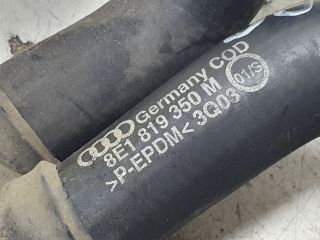 Germany COD
8E1 819 350 M 01/S
>P-EPDM< 3Q03